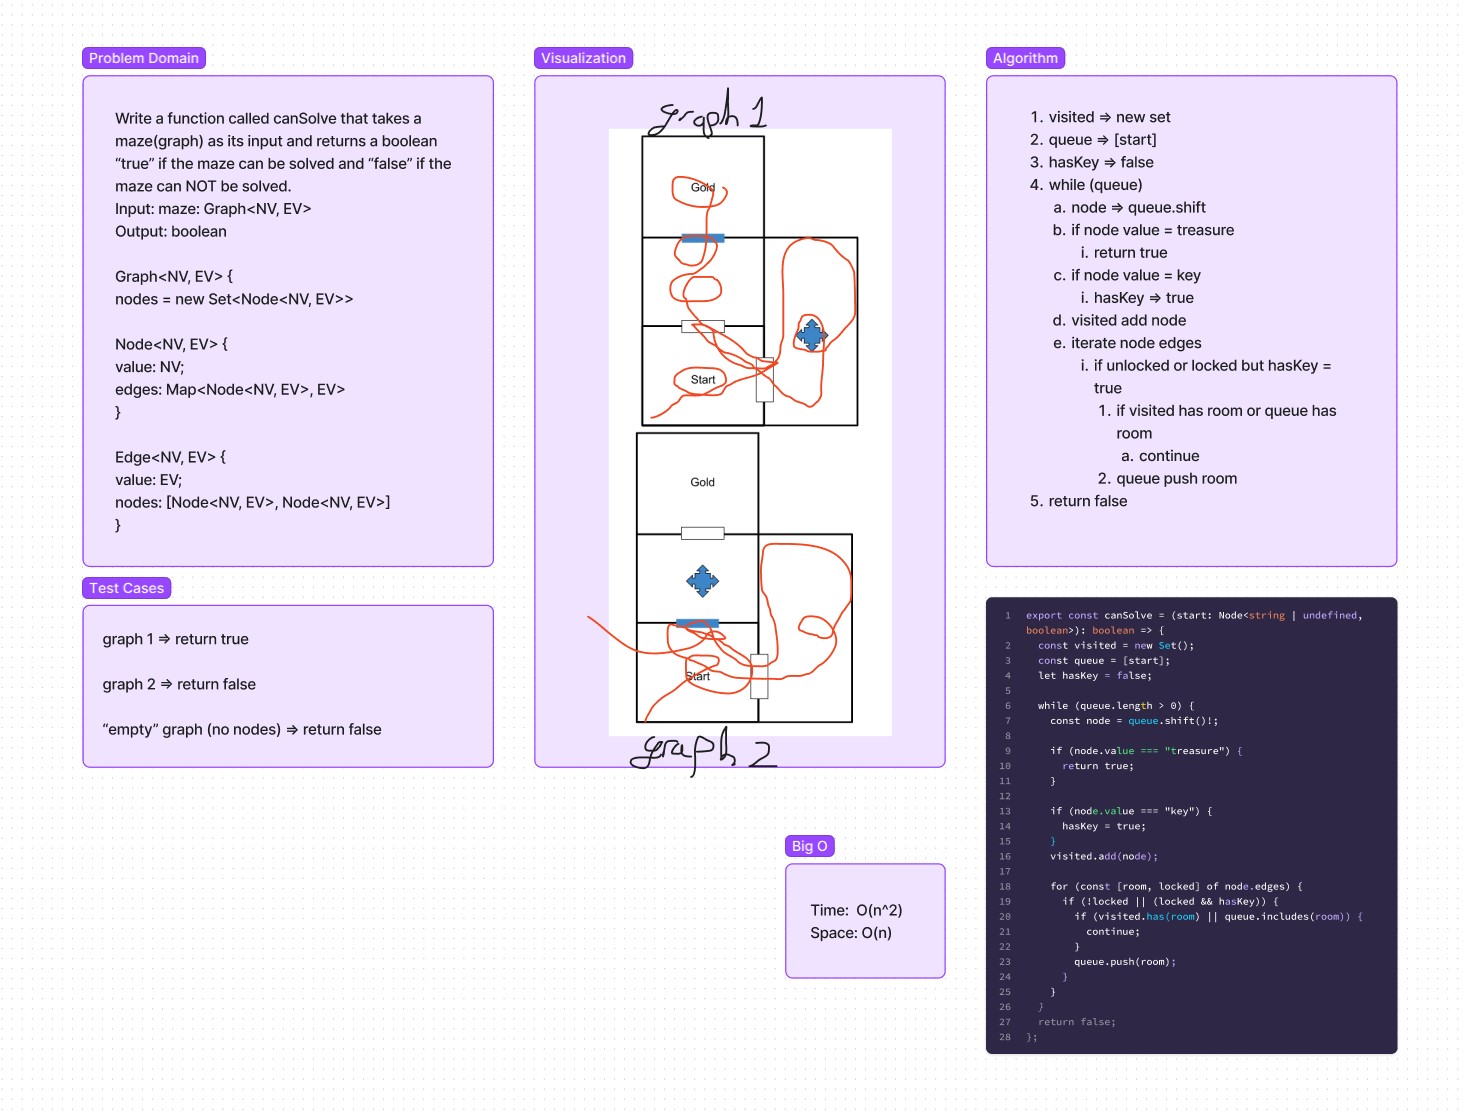 Problem Domain
Write a function called canSolve that takes a
maze(graph) as its input and returns a boolean
“true” if the maze can be solved and “false” if the
maze can NOT be solved.
Input: maze: Graph<NV, EV>
Output: boolean
Graph<NV, EV> {
nodes = new Set<Node<NV, EV>>
Node<NV, EV> {
value: NV;
edges: Map<Node<NV, EV>, EV>
}
Edge<NV, EV> {
value: EV;
nodes: [Node<NV, EV>, Node<NV, EV>]
}
Test Cases
graph 1 => return true
graph 2 => return false
“empty” graph (no nodes) => return false
Visualization
graph 1
Gold
Start
Gold
Start
graph 2
Big O
Time: O(n^2)
Space: O(n)
Algorithm
1. visited => new set
2. queue => [start]
3. hasKey => false
4. while (queue)
a. node => queue.shift
b. if node value = treasure
i. return true
c. if node value = key
i. hasKey => true
d. visited add node
e. iterate node edges
i. if unlocked or locked but hasKey =
true
1. if visited has room or queue has
room
a. continue
2. queue push room
5. return false
1 export const canSolve = (start: Node<string | undefined,
boolean>): boolean => {
2 const visited = new Set();
3 const queue = [start];
4 let hasKey = false;
5
6 while (queue.length > 0) {
7 const node = queue.shift()!;
8
9 if (node.value === "treasure") {
10 return true;
11 }
12
13 if (node.value === "key") {
14 hasKey = true;
15 }
16 visited.add(node);
17
18 for (const [room, locked] of node.edges) {
19 if (!locked || (locked && hasKey)) {
20 if (visited.has(room) || queue.includes(room)) {
21 continue;
22 }
23 queue.push(room);
24 }
25 }
26 }
27 return false;
28 };